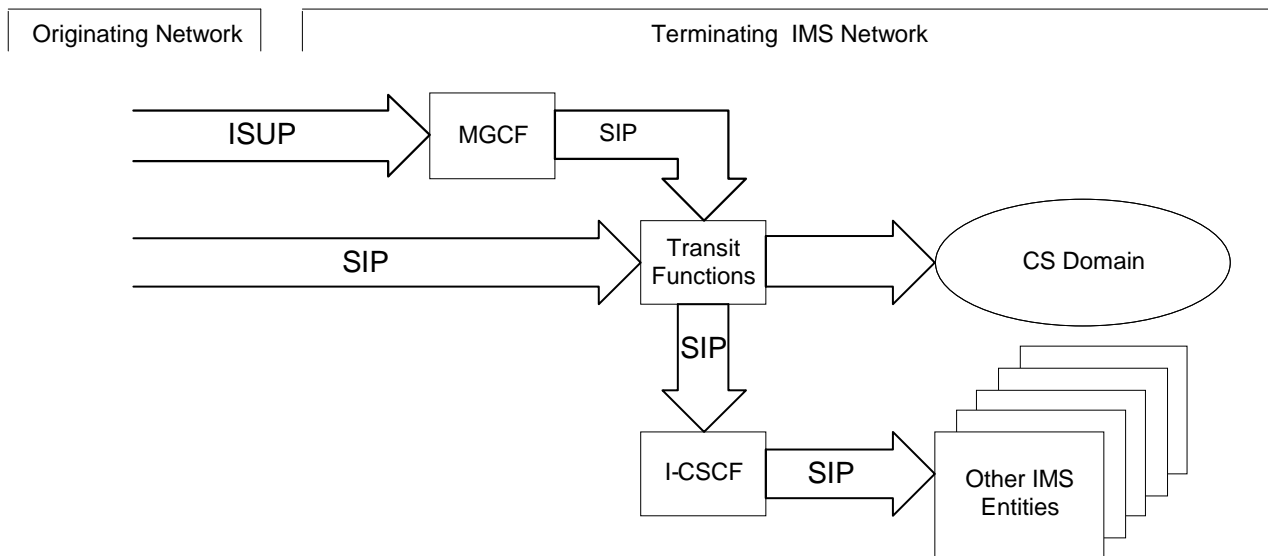 Originating Network
Terminating IMS Network
ISUP
MGCF
SIP
SIP
Transit
Functions
CS Domain
SIP
I-CSCF
SIP
Other IMS
Entities